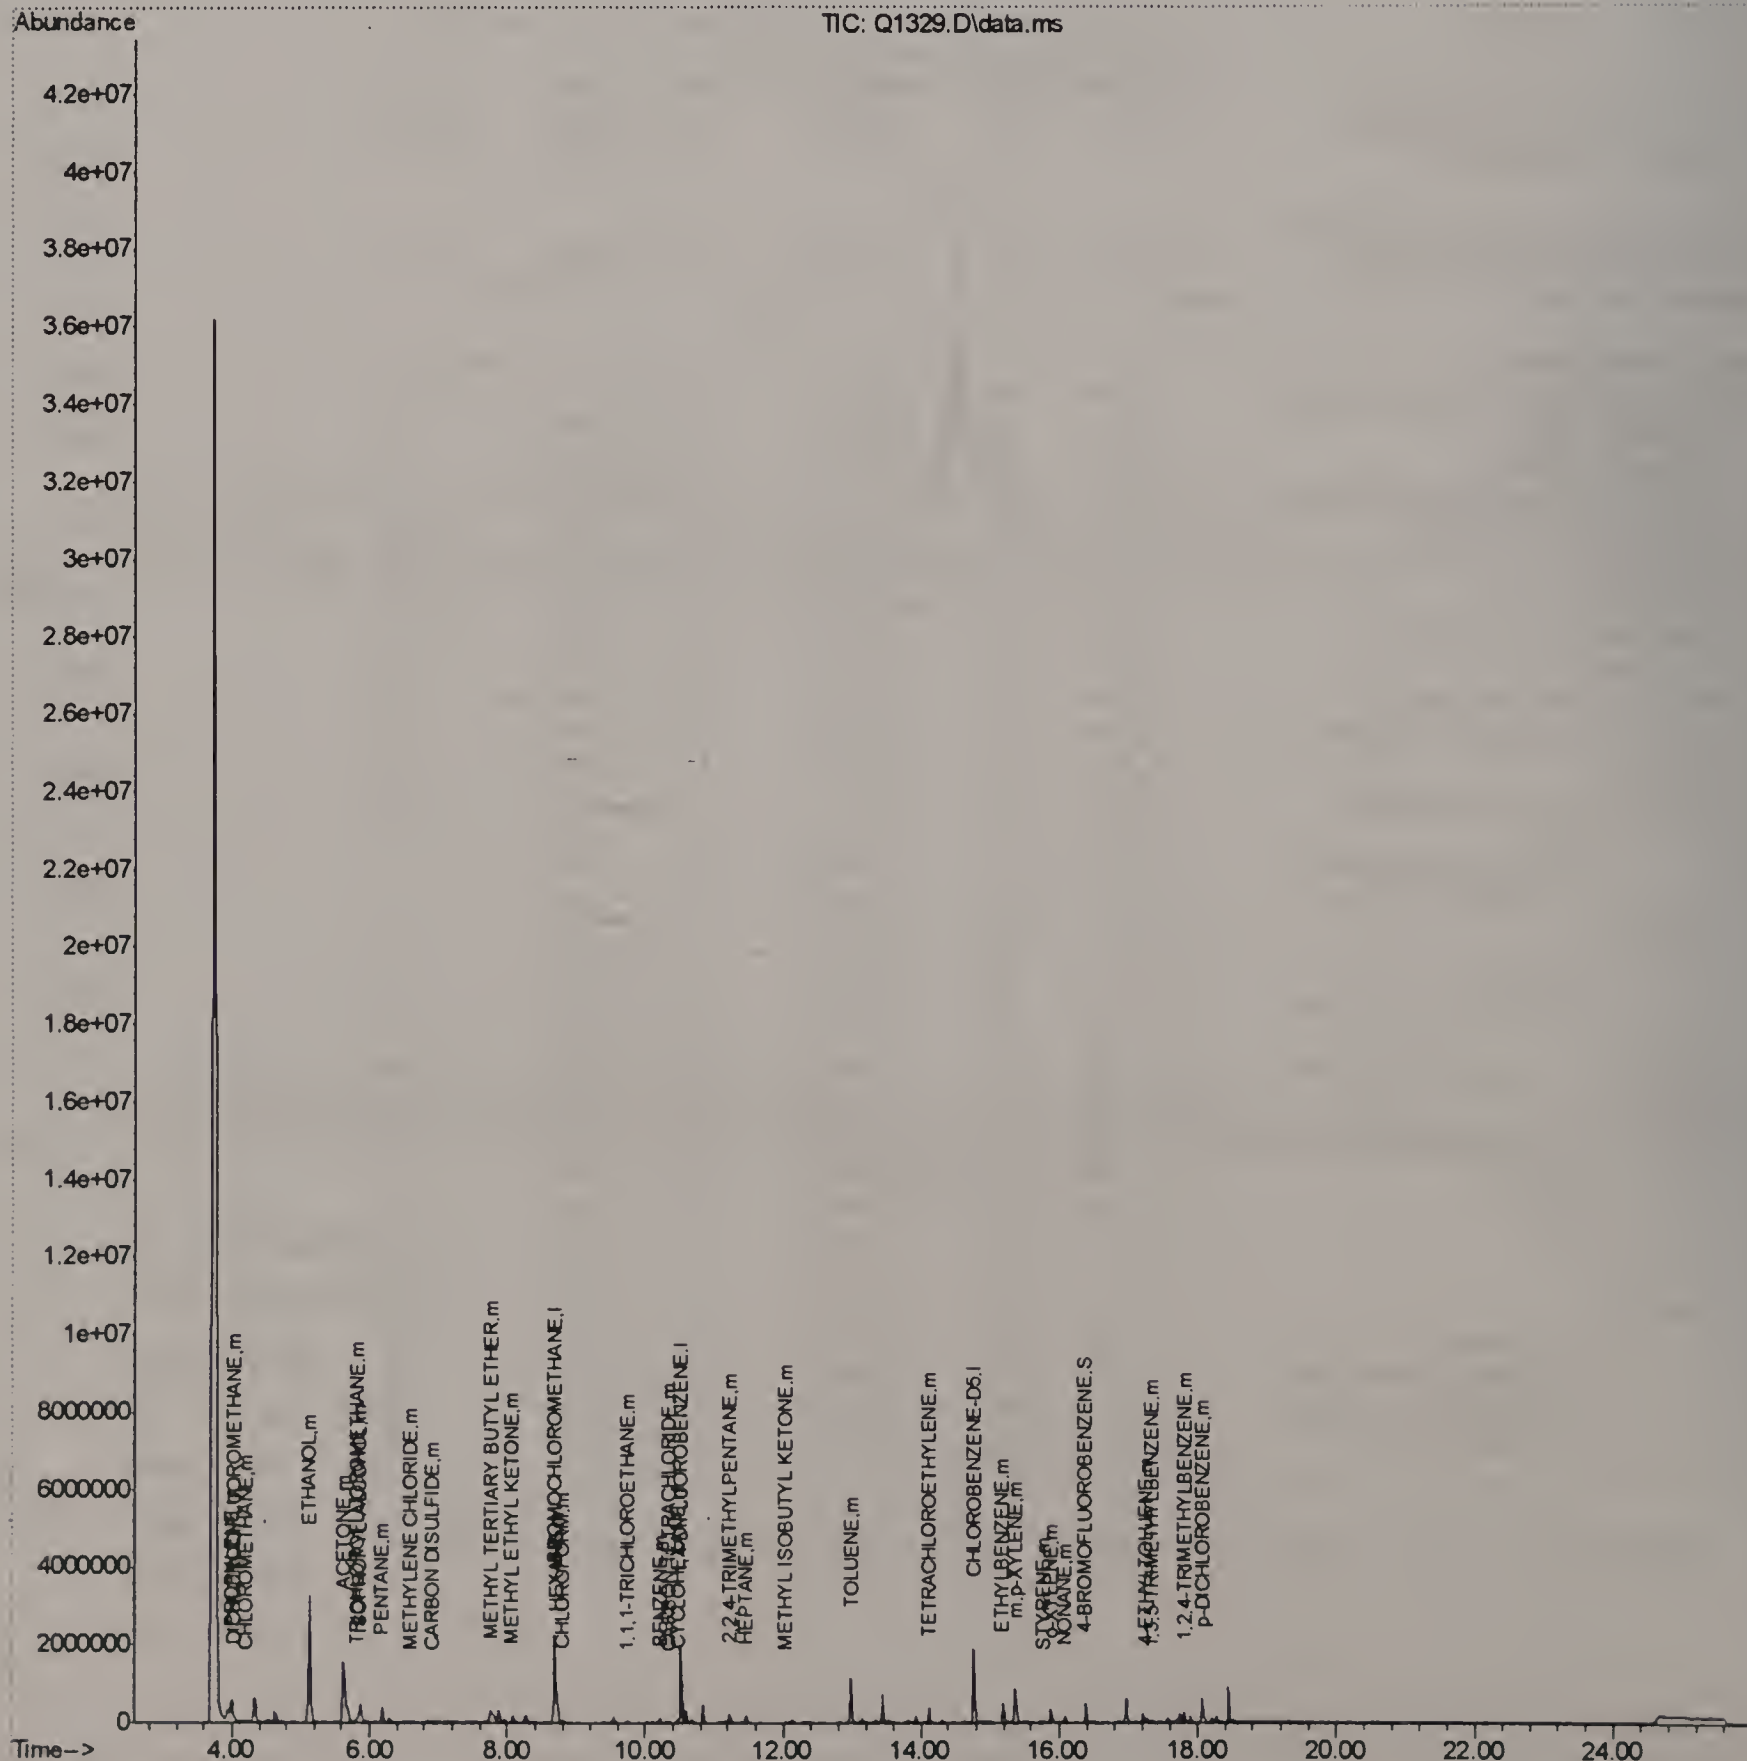 Abundance
TIC: Q1329.D\data.ms
4.2e+07
4e+07
3.8e+07
3.6e+07
3.4e+07
3.2e+07
3e+07
2.8e+07
2.6e+07
2.4e+07
2.2e+07
2e+07
1.8e+07
1.6e+07
1.4e+07
1.2e+07
1e+07
8000000
6000000
4000000
2000000
0
CHLOROMETHANE,m
ETHANOL,m
ACETONE,m
PENTANE,m
METHYLENE CHLORIDE,m
CARBON DISULFIDE,m
METHYL TERTIARY BUTYL ETHER,m
METHYL ETHYL KETONE,m
CHLOROFORM,m
1,1,1-TRICHLOROETHANE,m
BENZENE,m
2,2,4-TRIMETHYLPENTANE,m
HEPTANE,m
METHYL ISOBUTYL KETONE,m
TOLUENE,m
TETRACHLOROETHYLENE,m
CHLOROBENZENE-D5,I
ETHYLBENZENE,m
m,p-XYLENE,m
STYRENE,m
NONANE,m
4-BROMOFLUOROBENZENE,S
1,2,4-TRIMETHYLBENZENE,m
p-DICHLOROBENZENE,m
Time-->
4.00 6.00 8.00 10.00 12.00 14.00 16.00 18.00 20.00 22.00 24.00